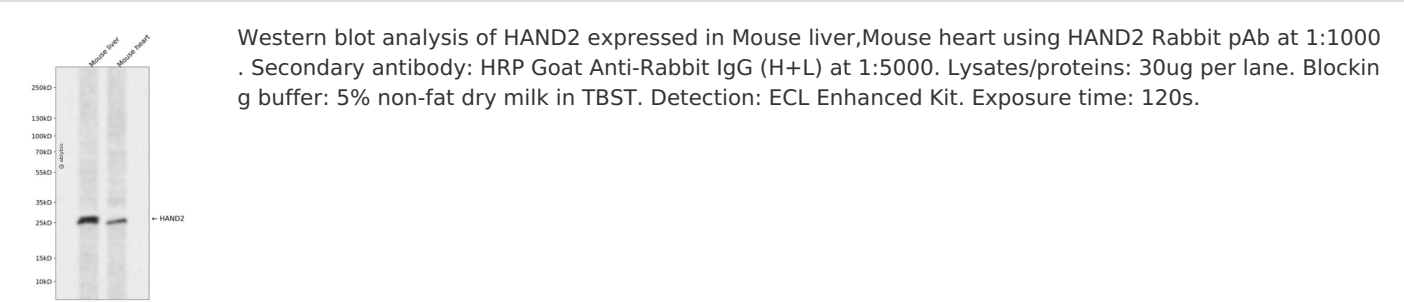 Mouse liver
Mouse heart
250kD
130kD
100kD
70kD
55kD
35kD
25kD
15kD
10kD
@ abbybio
← HAND2
Western blot analysis of HAND2 expressed in Mouse liver,Mouse heart using HAND2 Rabbit pAb at 1:1000
. Secondary antibody: HRP Goat Anti-Rabbit IgG (H+L) at 1:5000. Lysates/proteins: 30ug per lane. Blockin
g buffer: 5% non-fat dry milk in TBST. Detection: ECL Enhanced Kit. Exposure time: 120s.